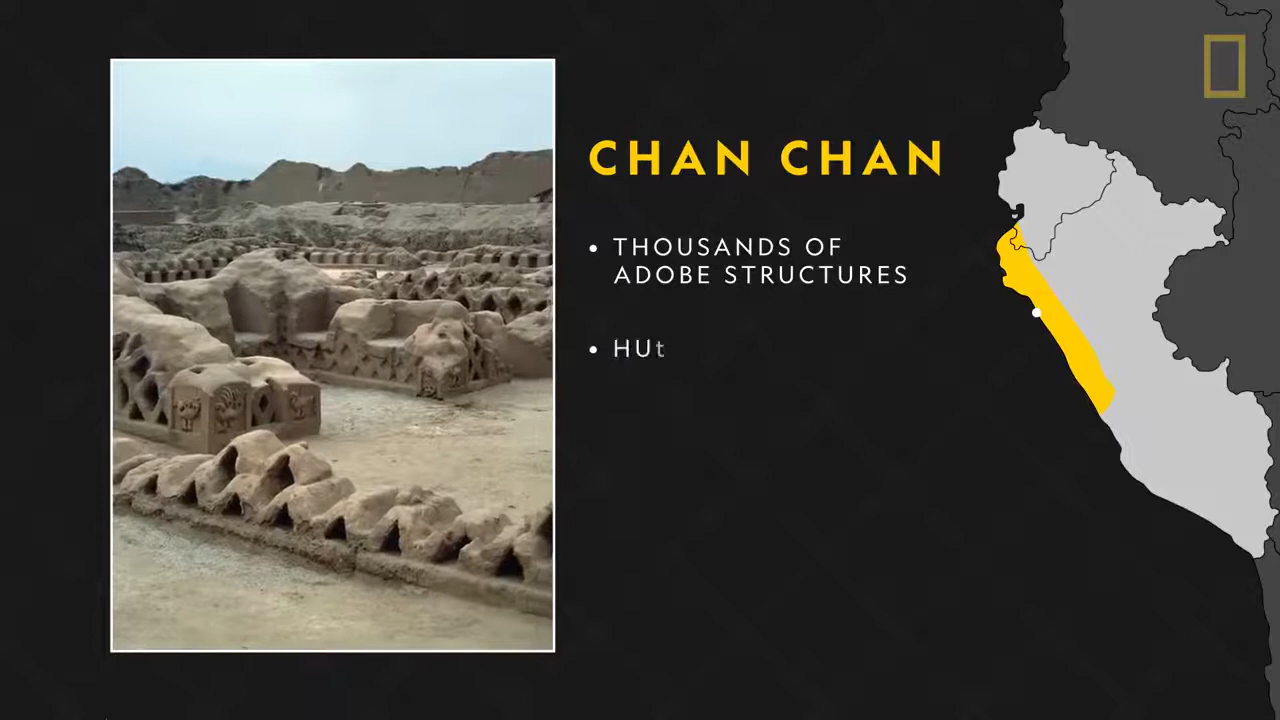 CHAN CHAN
• THOUSANDS OF
ADOBE STRUCTURES
• HUt